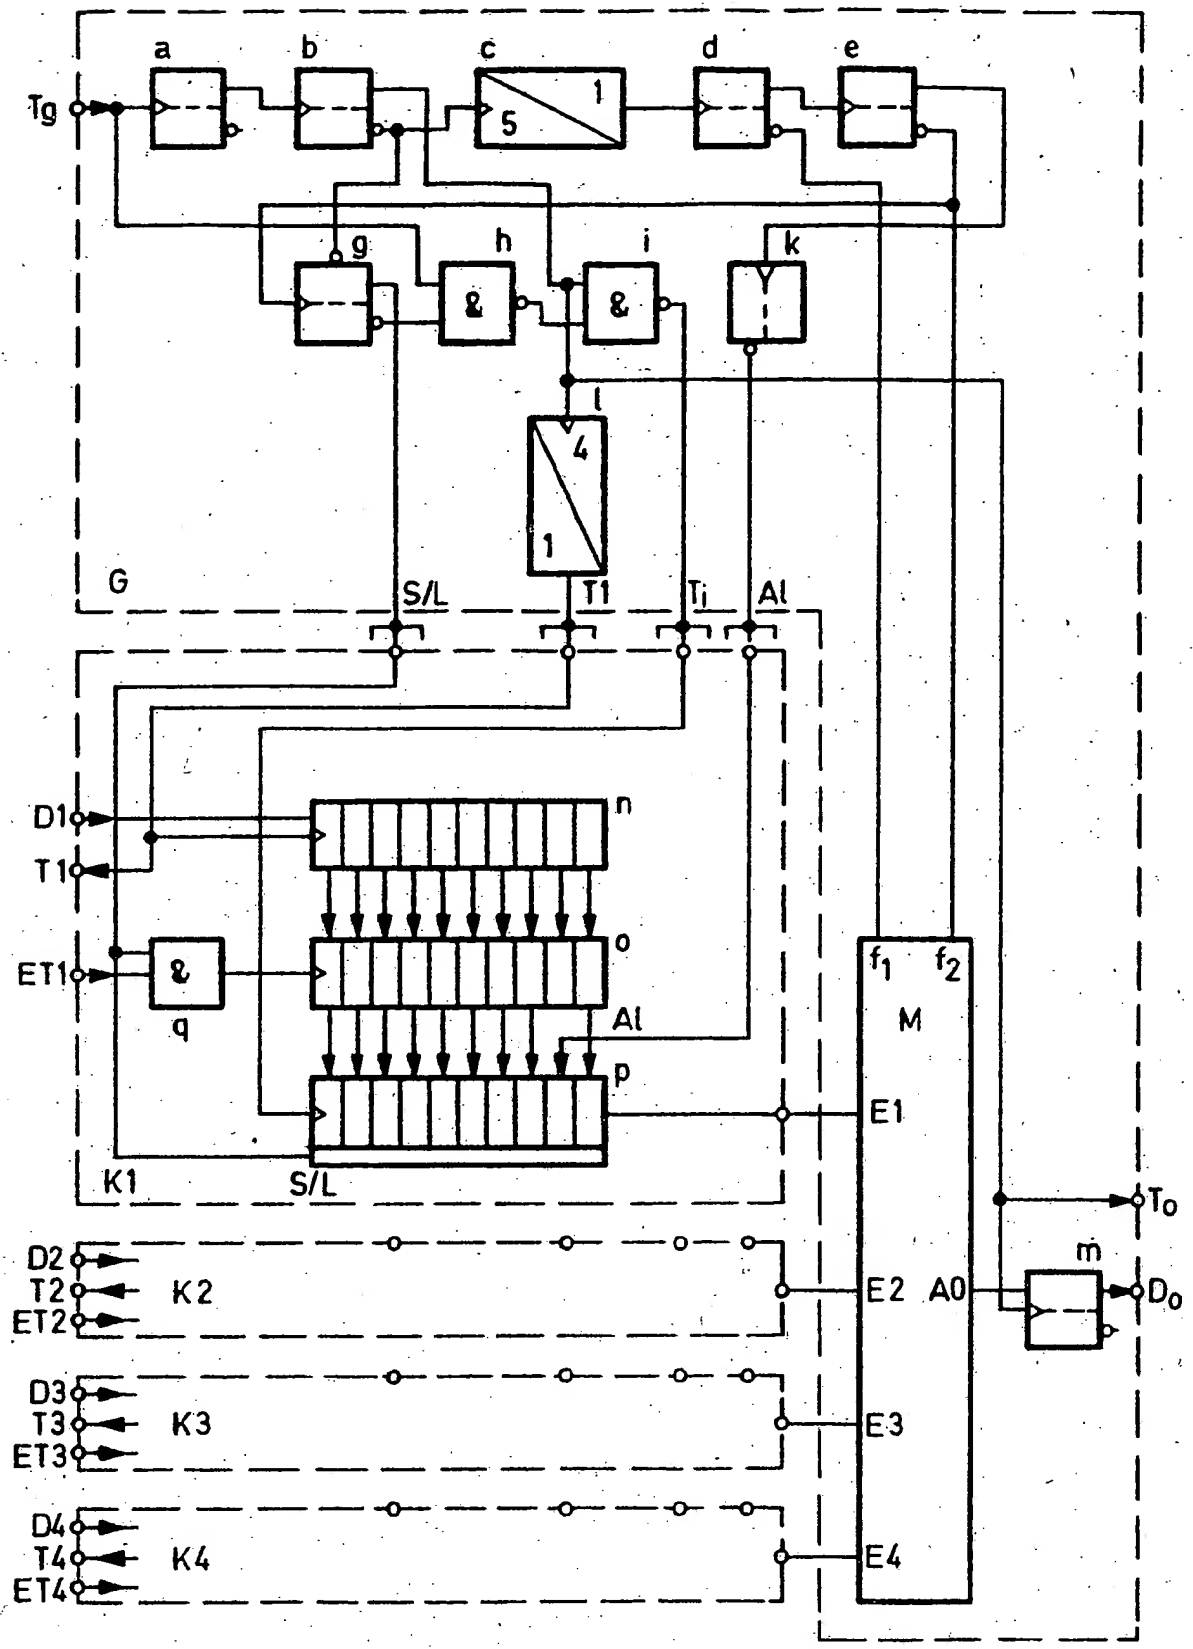 a b c d e
Tg
1
5
g h i k
& &
l
4
1
G S/L T1 Ti Al
D1 n
T1
o
ET1 & f1 f2
q Al M
p
E1
K1 S/L
To
D2 m
T2 K2 E2 A0 Do
ET2
D3
T3 K3 E3
ET3
D4
T4 K4 E4
ET4